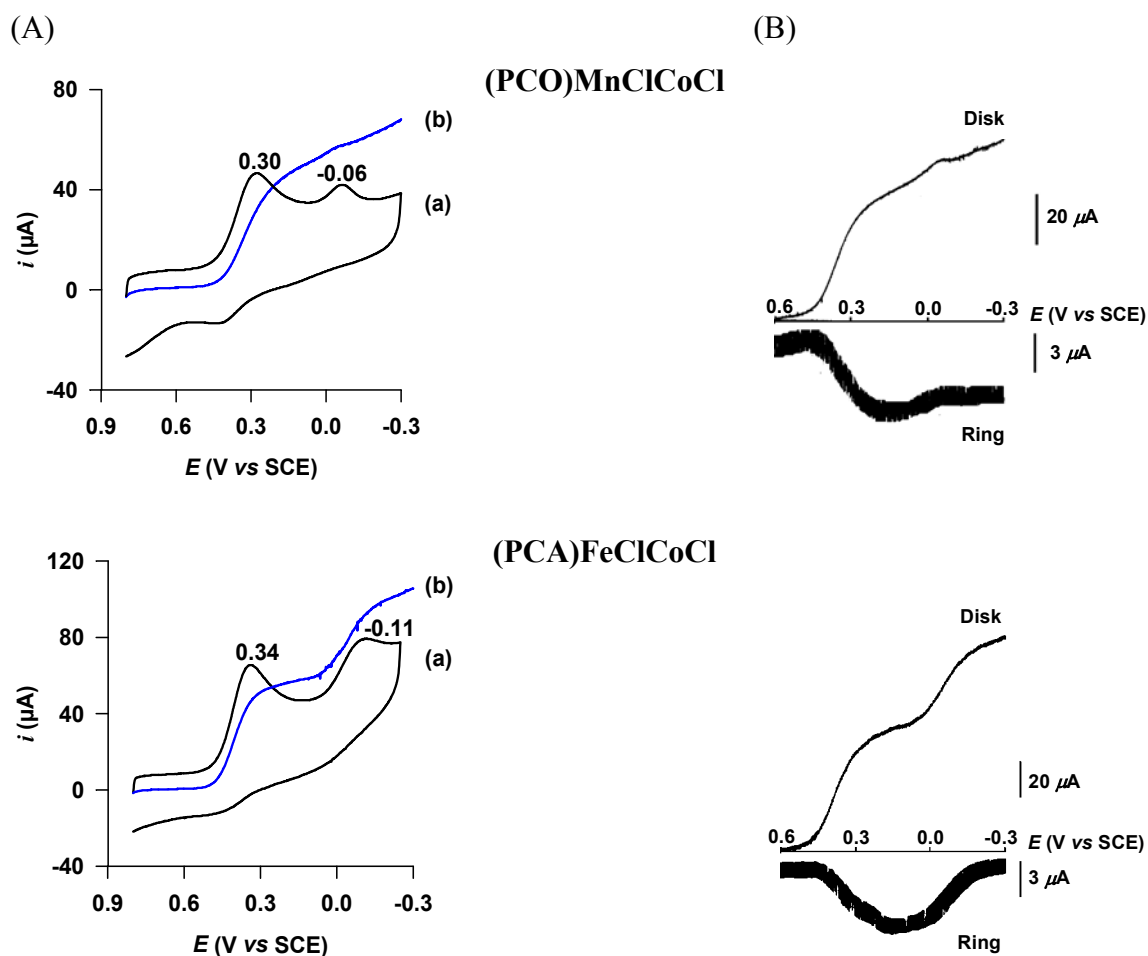 (A)
(B)
(PCO)MnClCoCl
80
40
0
-40
i (µA)
0.30
-0.06
(b)
(a)
0.9 0.6 0.3 0.0 -0.3
E (V vs SCE)
Disk
20 µA
0.6 0.3 0.0 -0.3 E (V vs SCE)
3 µA
Ring
(PCA)FeClCoCl
120
80
40
0
-40
i (µA)
0.34
-0.11
(b)
(a)
0.9 0.6 0.3 0.0 -0.3
E (V vs SCE)
Disk
20 µA
0.6 0.3 0.0 -0.3 E (V vs SCE)
3 µA
Ring